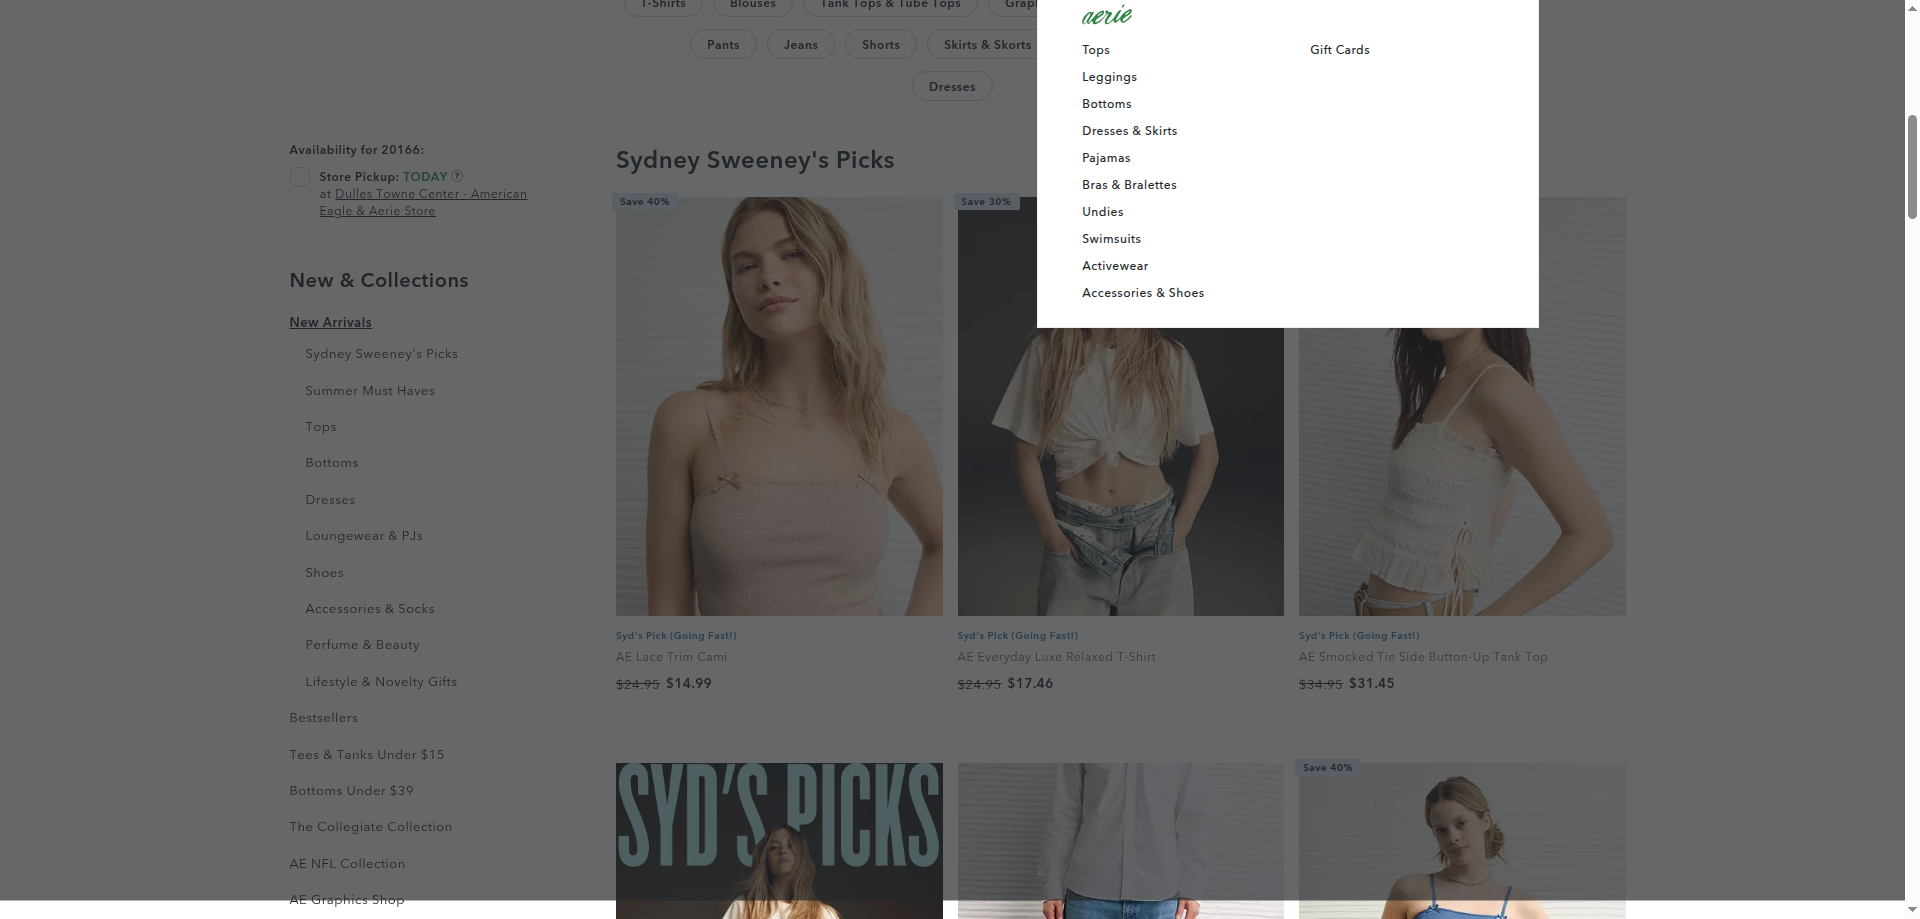 T-Shirts
Blouses
Tank Tops & Tube Tops
Pants
Jeans
Shorts
Skirts & Skorts
Dresses
aerie
Tops
Gift Cards
Leggings
Bottoms
Dresses & Skirts
Pajamas
Bras & Bralettes
Undies
Swimsuits
Activewear
Accessories & Shoes
Availability for 20166:
Store Pickup: TODAY ?
at Dulles Towne Center - American
Eagle & Aerie Store
New & Collections
New Arrivals
Sydney Sweeney's Picks
Summer Must Haves
Tops
Bottoms
Dresses
Loungewear & PJs
Shoes
Accessories & Socks
Perfume & Beauty
Lifestyle & Novelty Gifts
Bestsellers
Tees & Tanks Under $15
Bottoms Under $39
The Collegiate Collection
AE NFL Collection
AE Graphics Shop
Sydney Sweeney's Picks
Save 40%
Syd's Pick (Going Fast!)
AE Lace Trim Cami
$24.95 $14.99
Save 30%
Syd's Pick (Going Fast!)
AE Everyday Luxe Relaxed T-Shirt
$24.95 $17.46
Syd's Pick (Going Fast!)
AE Smocked Tie Side Button-Up Tank Top
$34.95 $31.45
SYD'S PICKS
Save 40%